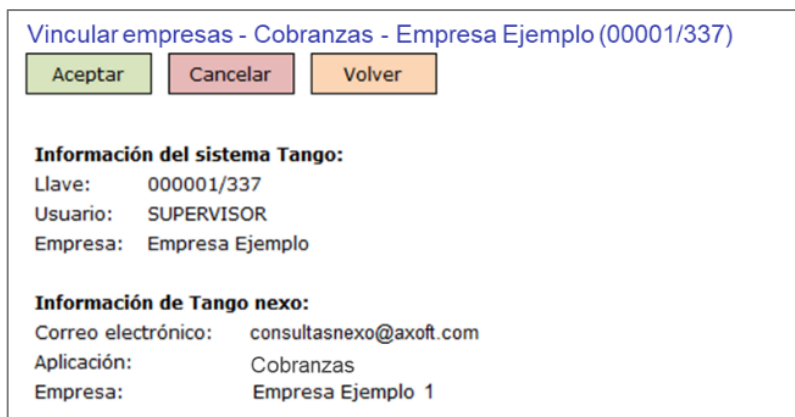 Vincular empresas - Cobranzas - Empresa Ejemplo (00001/337)
Aceptar Cancelar Volver
Información del sistema Tango:
Llave: 000001/337
Usuario: SUPERVISOR
Empresa: Empresa Ejemplo
Información de Tango nexo:
Correo electrónico: consultasnexo@axoft.com
Aplicación: Cobranzas
Empresa: Empresa Ejemplo 1